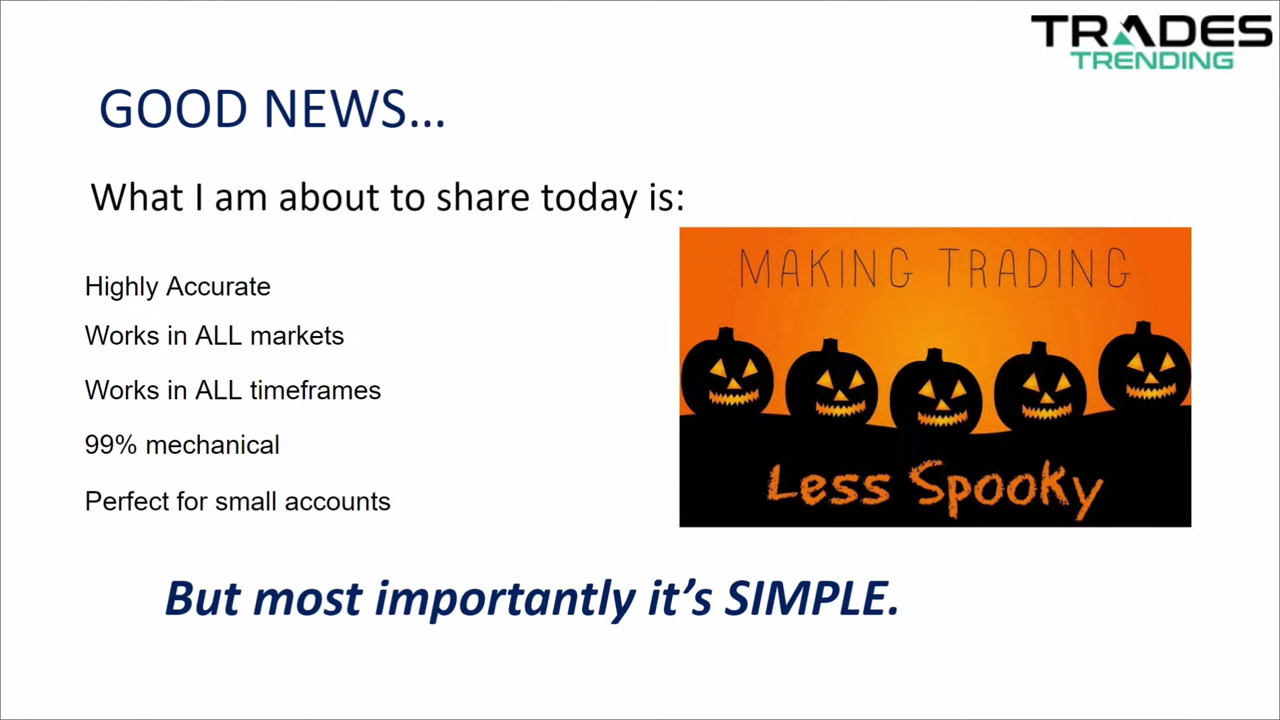 TRADES
TRENDING
GOOD NEWS...
What I am about to share today is:
Highly Accurate
Works in ALL markets
Works in ALL timeframes
99% mechanical
Perfect for small accounts
MAKING TRADING
Less Spooky
But most importantly it's SIMPLE.